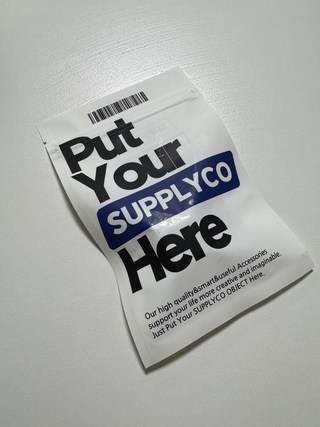 Put
Your
SUPPLYCO
Here
Our high quality&smart&useful Accessories
support your life more creative and imaginable.
Just Put Your SUPPLYCO OBJECT Here.